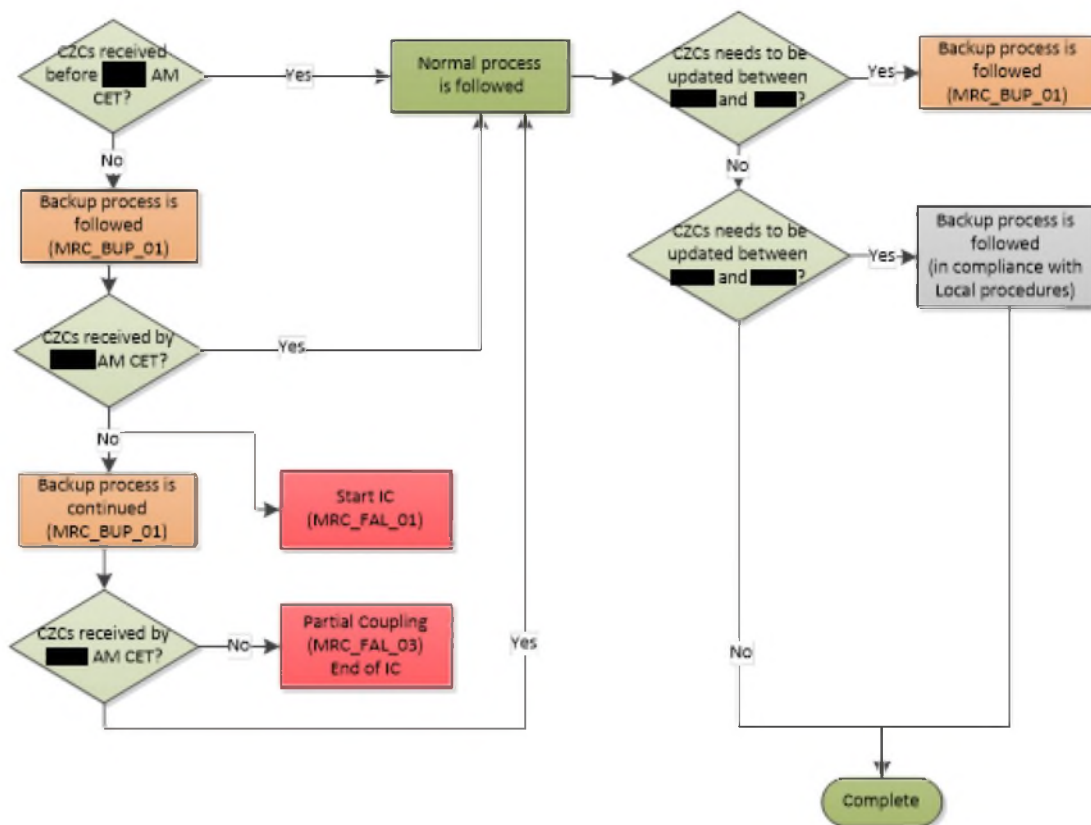 CZCs received
before AM
CET?
Yes
Normal process
is followed
CZCs needs to be
updated between
and ?
Yes
Backup process is
followed
(MRC_BUP_01)
No
No
Backup process is
followed
(MRC_BUP_01)
CZCs needs to be
updated between
and ?
Yes
Backup process is
followed
(in compliance with
Local procedures)
CZCs received by
AM CET?
Yes
No
Backup process is
continued
(MRC_BUP_01)
Start IC
(MRC_FAL_01)
CZCs received by
AM CET?
No
Partial Coupling
(MRC_FAL_03)
End of IC
Yes
No
Complete